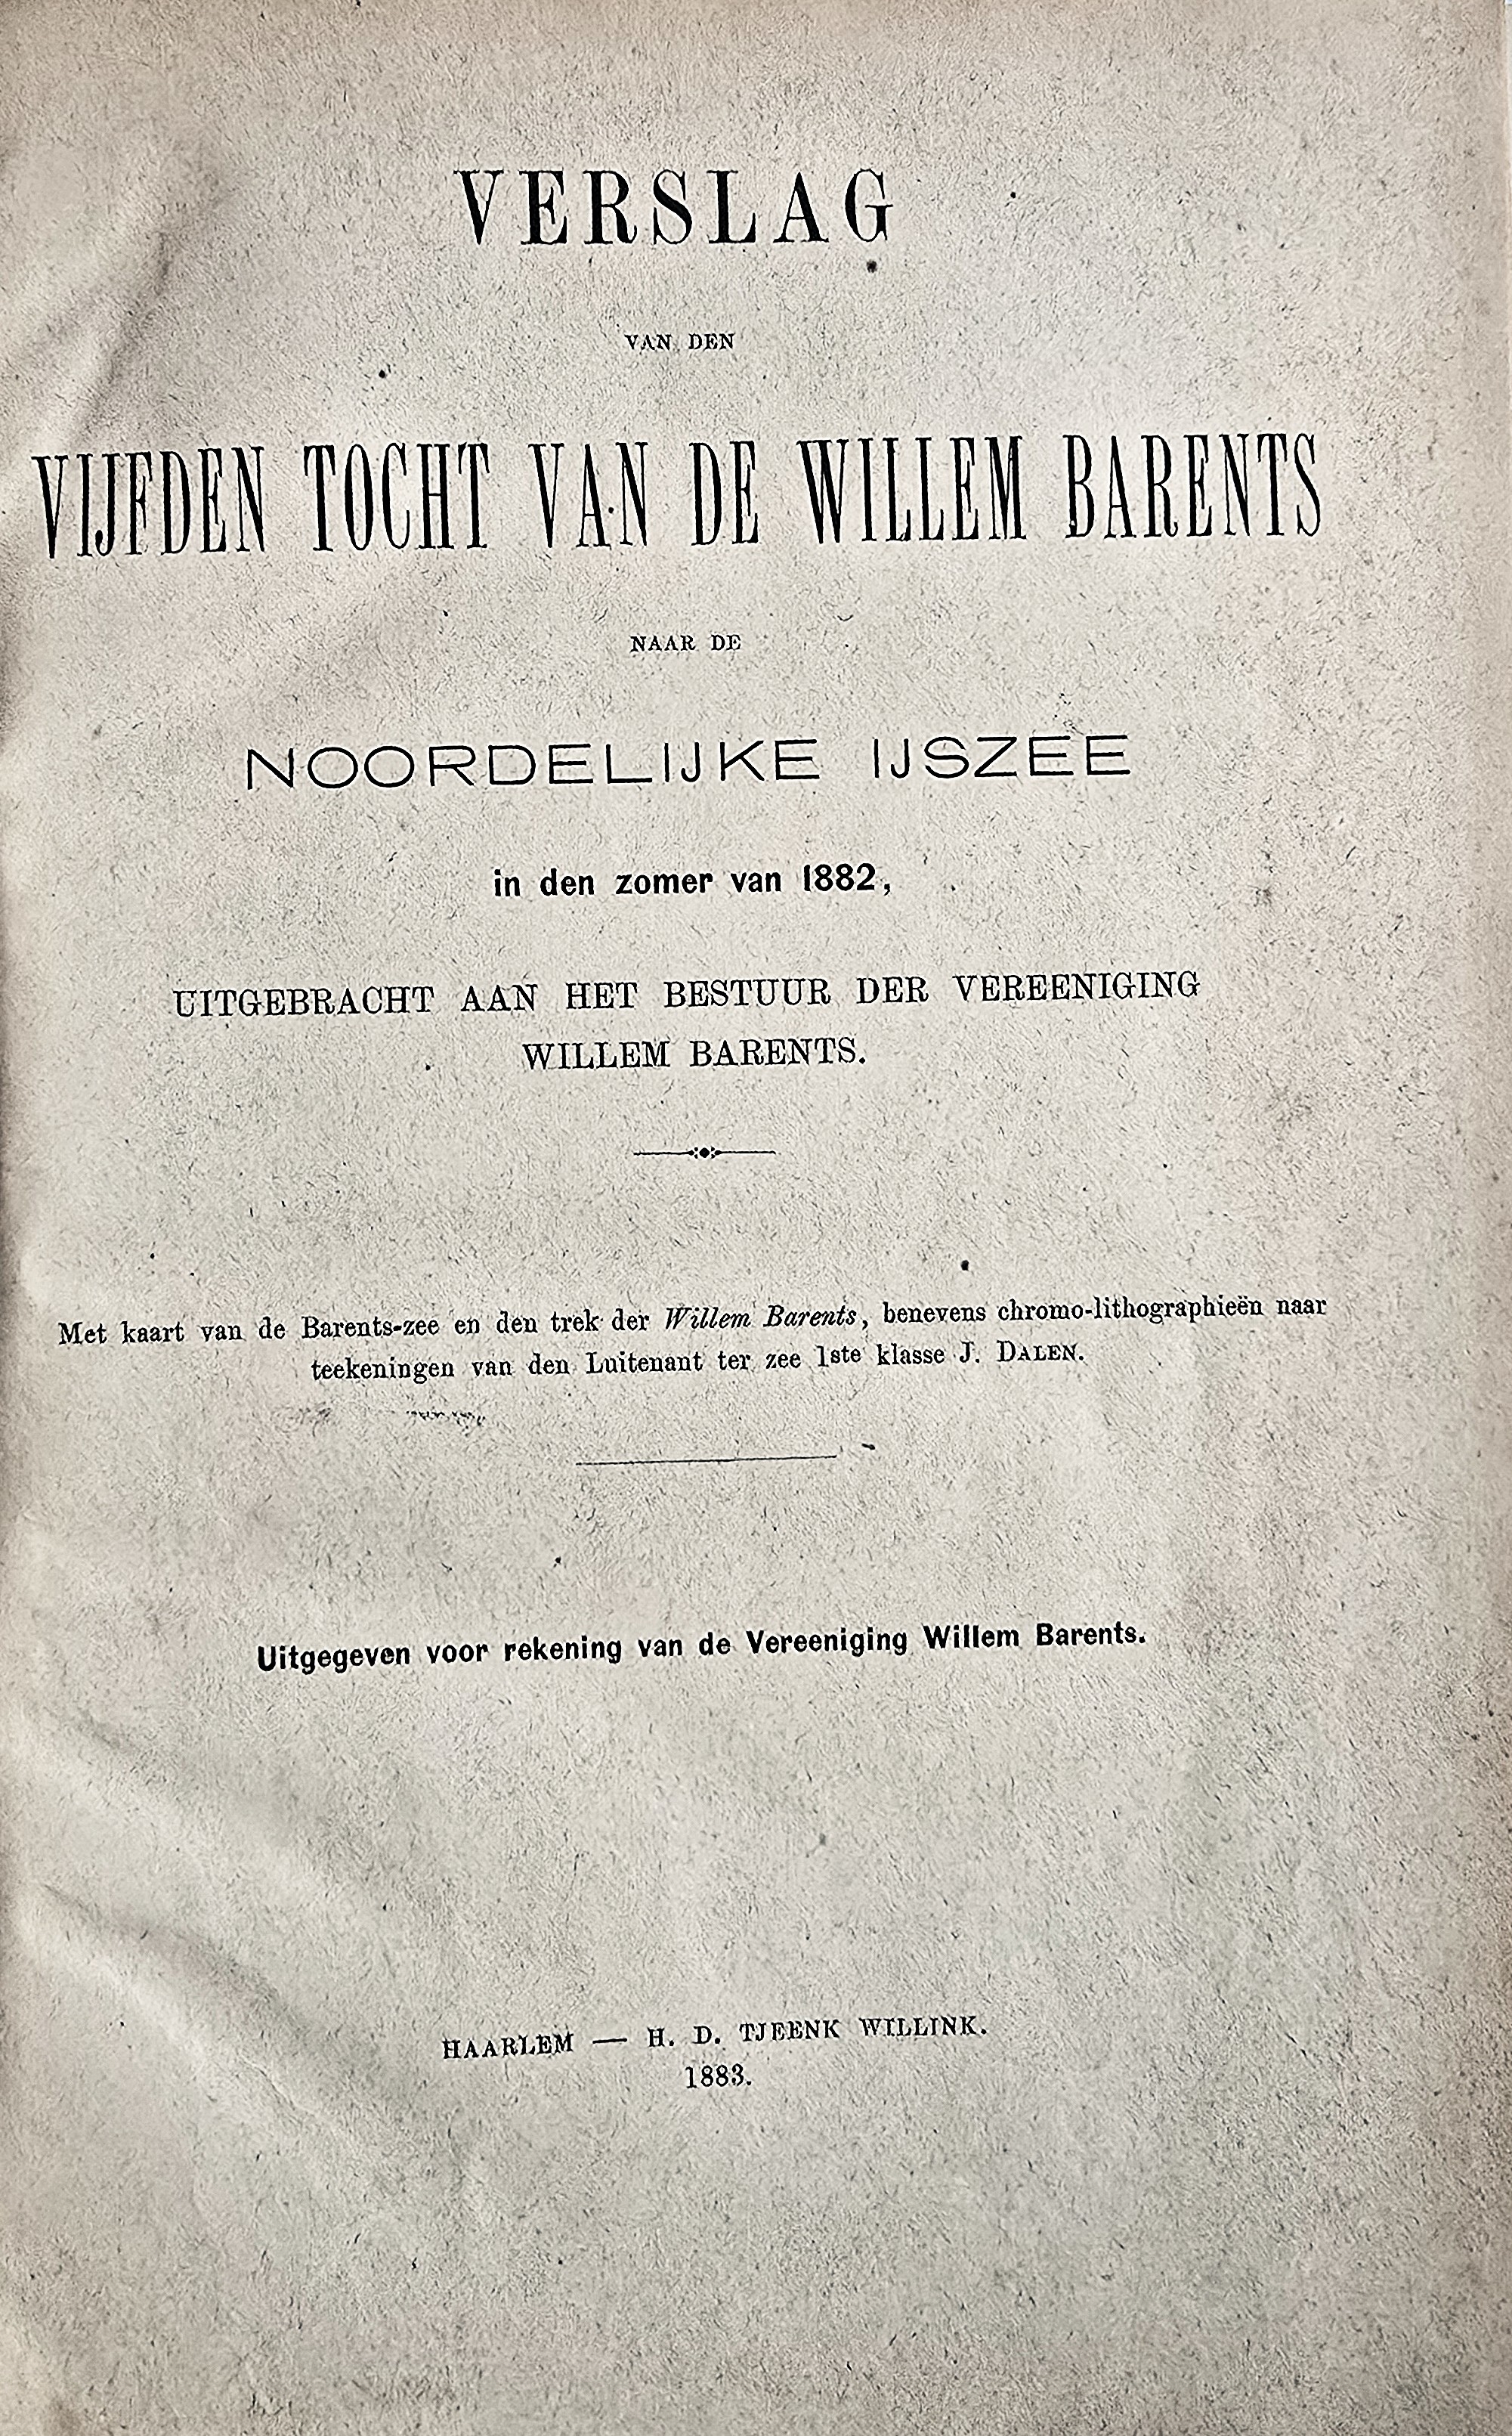 VERSLAG
VAN DEN
VIJFDEN TOCHT VAN DE WILLEM BARENTS
NAAR DE
NOORDELIJKE IJSZEE
in den zomer van 1882,
UITGEBRACHT AAN HET BESTUUR DER VEREENIGING
WILLEM BARENTS.
Met kaart van de Barents-zee en den trek der Willem Barents, benevens chromo-lithographieën naar
teekeningen van den Luitenant ter zee 1ste klasse J. DALEN.
Uitgegeven voor rekening van de Vereeniging Willem Barents.
HAARLEM — H. D. TJEENK WILLINK.
1883.